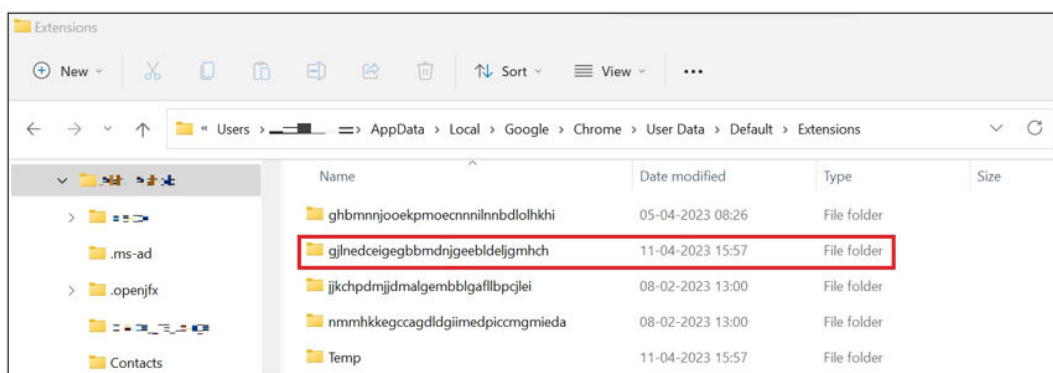 Extensions
New Sort View ...
« Users > > AppData > Local > Google > Chrome > User Data > Default > Extensions
Name Date modified Type Size
ghbmnnjooekpmoecnnnilnnbdlolhkhi 05-04-2023 08:26 File folder
gjlnedceigegbbmdnjgeebldeljgmhch 11-04-2023 15:57 File folder
.ms-ad
jjkchpdmjjdmalgembblgafllbpcjlei 08-02-2023 13:00 File folder
.openjfx
nmmhkkegccagdldgiimedpiccmgmieda 08-02-2023 13:00 File folder
Contacts
Temp 11-04-2023 15:57 File folder